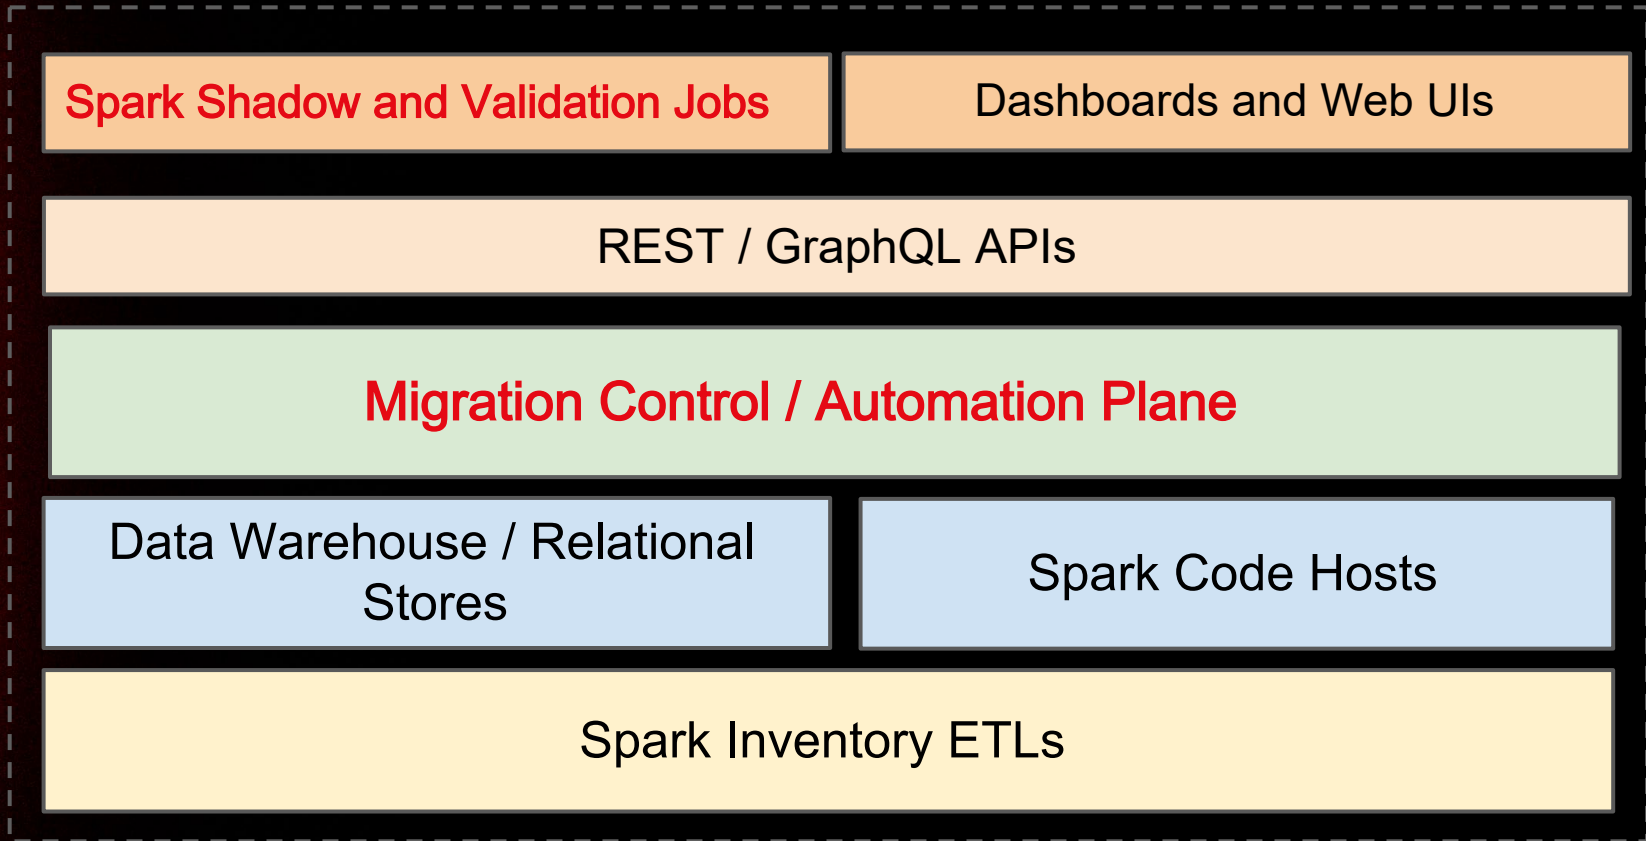 Spark Shadow and Validation Jobs
Dashboards and Web UIs
REST / GraphQL APIs
Migration Control / Automation Plane
Data Warehouse / Relational
Stores
Spark Code Hosts
Spark Inventory ETLs